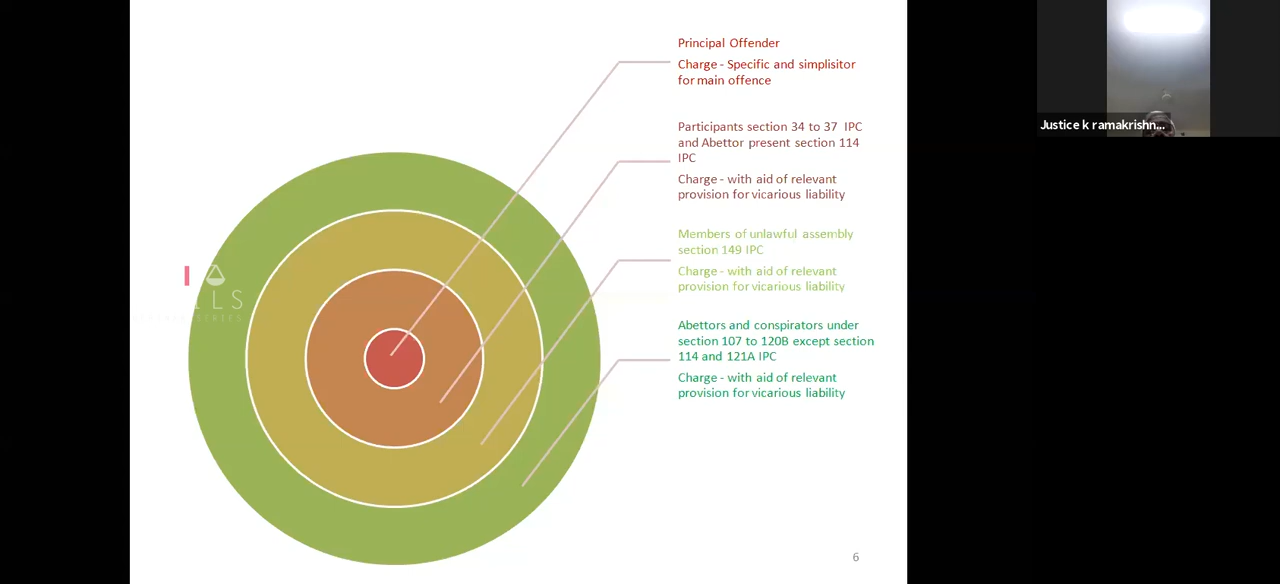 Principal Offender
Charge - Specific and simplisitor
for main offence
Participants section 34 to 37 IPC
and Abettor present section 114
IPC
Charge - with aid of relevant
provision for vicarious liability
Members of unlawful assembly
section 149 IPC
Charge - with aid of relevant
provision for vicarious liability
Abettors and conspirators under
section 107 to 120B except section
114 and 121A IPC
Charge - with aid of relevant
provision for vicarious liability
6
Justice k ramakrishn...